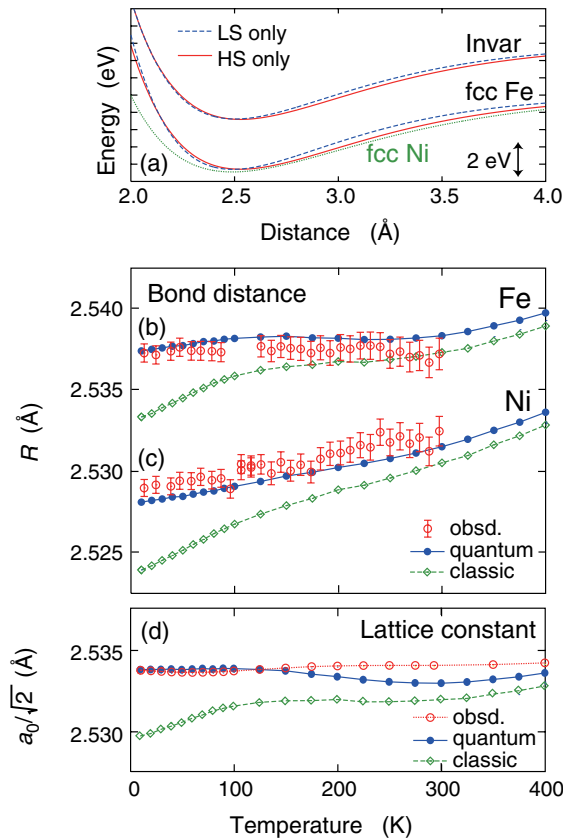 LS only
HS only
Invar
fcc Fe
fcc Ni
2 eV
(a)
Energy (eV)
2.0 2.5 3.0 3.5 4.0
Distance (Å)
Bond distance
Fe
(b)
2.540
2.535
2.530
2.525
R (Å)
Ni
(c)
obsd.
quantum
classic
(d)
Lattice constant
2.535
2.530
a0/√2 (Å)
obsd.
quantum
classic
0 100 200 300 400
Temperature (K)